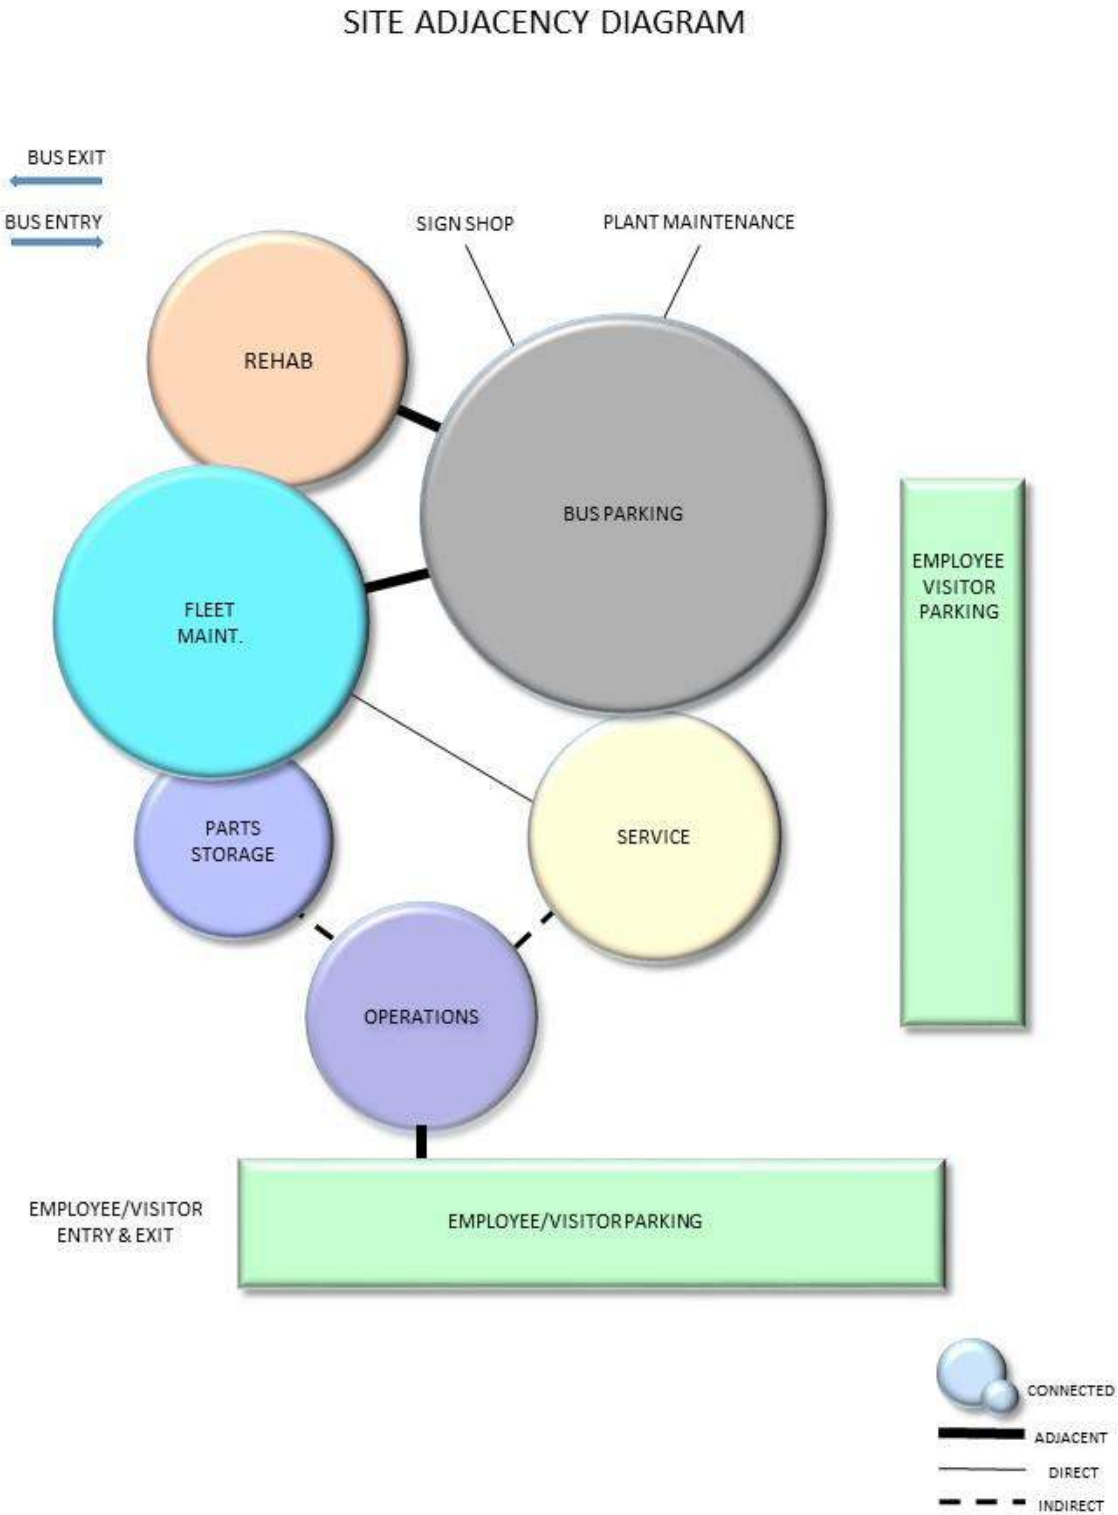 SITE ADJACENCY DIAGRAM
BUS EXIT
BUS ENTRY
SIGN SHOP
PLANT MAINTENANCE
REHAB
BUS PARKING
EMPLOYEE
VISITOR
PARKING
FLEET
MAINT.
PARTS
STORAGE
SERVICE
OPERATIONS
EMPLOYEE/VISITOR
ENTRY & EXIT
EMPLOYEE/VISITOR PARKING
CONNECTED
ADJACENT
DIRECT
INDIRECT